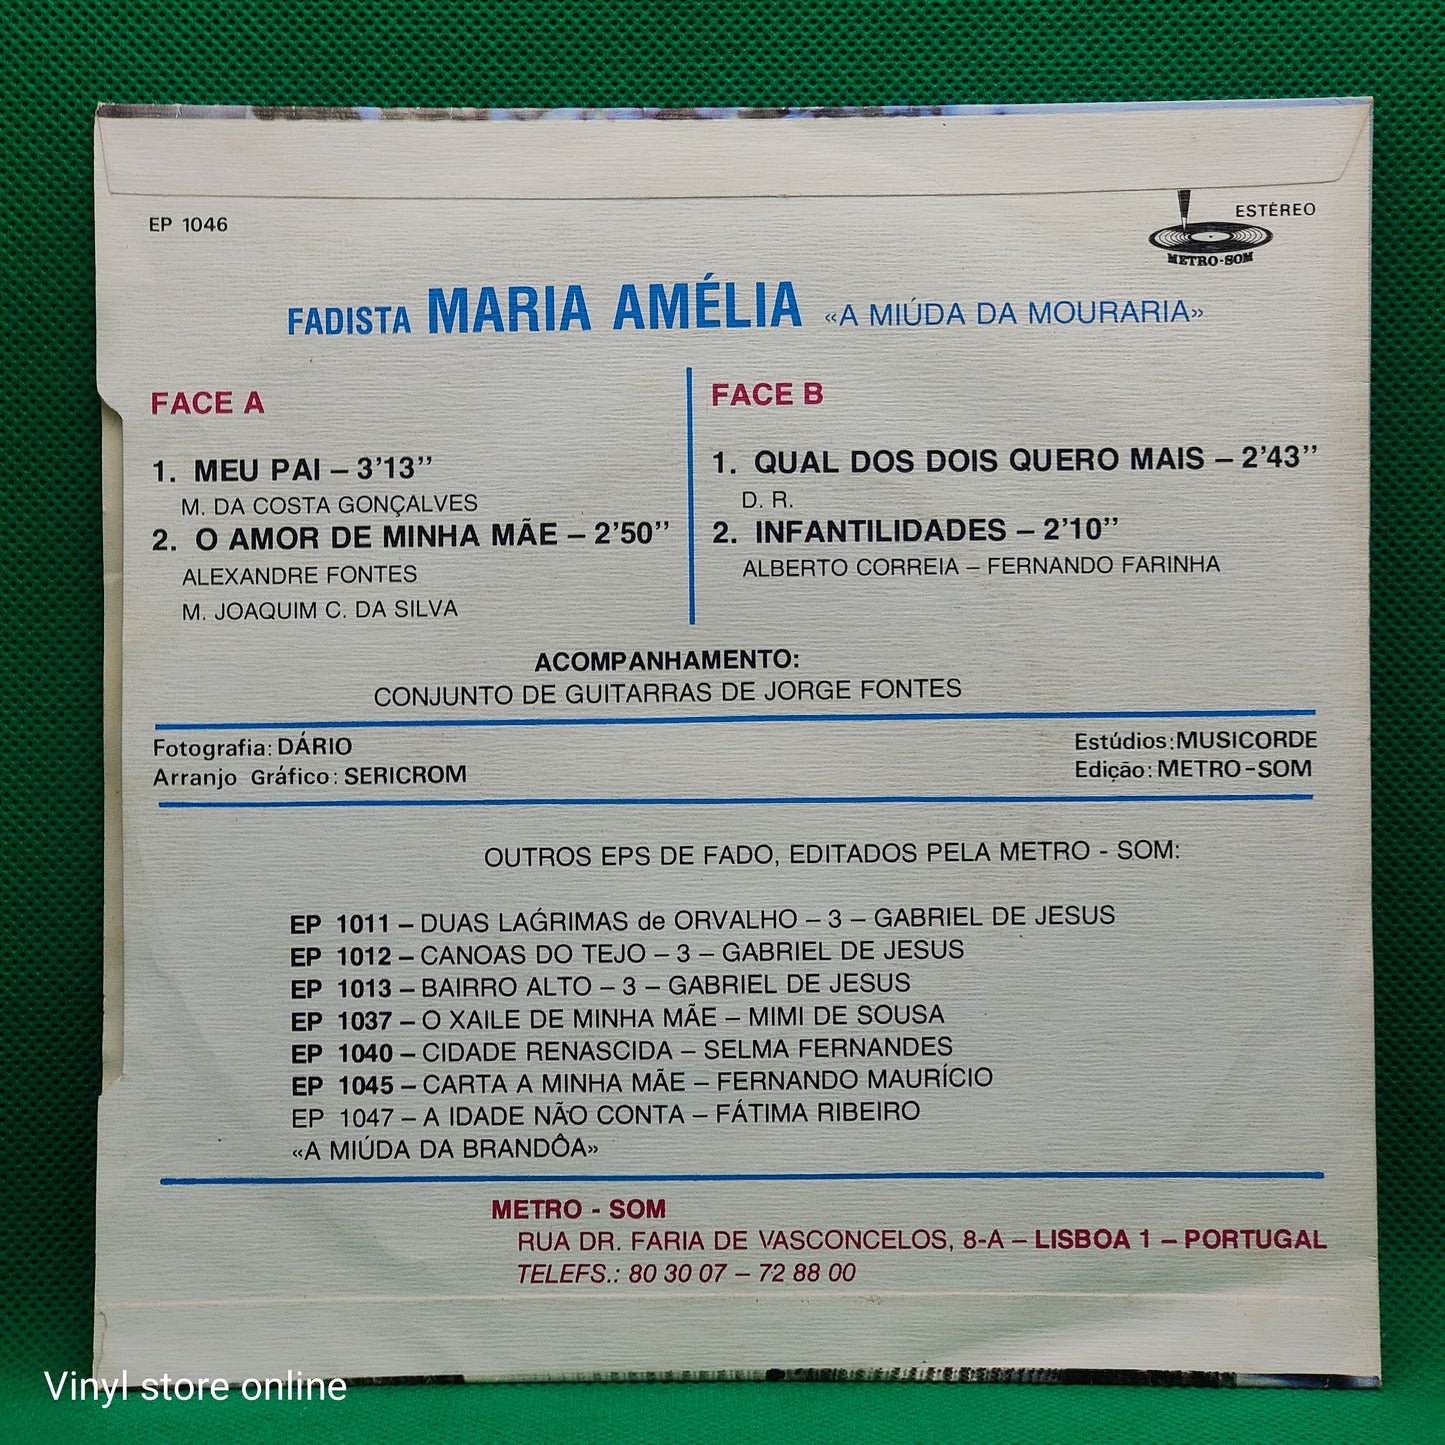 EP 1046
ESTÉREO
METRO-SOM
FADISTA MARIA AMÉLIA «A MIÚDA DA MOURARIA»
FACE A
1. MEU PAI – 3'13''
M. DA COSTA GONÇALVES
2. O AMOR DE MINHA MÃE – 2'50''
ALEXANDRE FONTES
M. JOAQUIM C. DA SILVA
FACE B
1. QUAL DOS DOIS QUERO MAIS – 2'43''
D. R.
2. INFANTILIDADES – 2'10''
ALBERTO CORREIA – FERNANDO FARINHA
ACOMPANHAMENTO:
CONJUNTO DE GUITARRAS DE JORGE FONTES
Fotografia: DÁRIO
Arranjo Gráfico: SERICROM
Estúdios: MUSICORDE
Edição: METRO-SOM
OUTROS EPS DE FADO, EDITADOS PELA METRO - SOM:
EP 1011 – DUAS LAǴRIMAS de ORVALHO – 3 – GABRIEL DE JESUS
EP 1012 – CANOAS DO TEJO – 3 – GABRIEL DE JESUS
EP 1013 – BAIRRO ALTO – 3 – GABRIEL DE JESUS
EP 1037 – O XAILE DE MINHA MÃE – MIMI DE SOUSA
EP 1040 – CIDADE RENASCIDA – SELMA FERNANDES
EP 1045 – CARTA A MINHA MÃE – FERNANDO MAURÍCIO
EP 1047 – A IDADE NÃO CONTA – FÁTIMA RIBEIRO
«A MIÚDA DA BRANDÔA»
METRO - SOM
RUA DR. FARIA DE VASCONCELOS, 8-A – LISBOA 1 – PORTUGAL
TELEFS.: 80 30 07 – 72 88 00
Vinyl store online